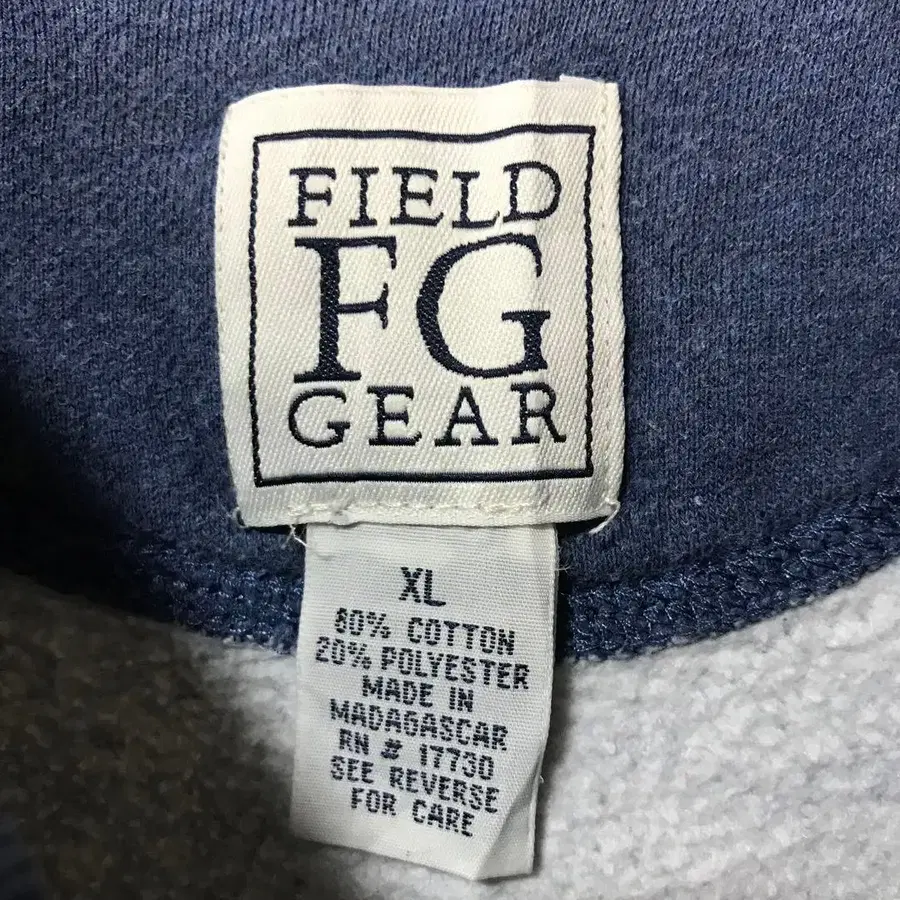 FIELD
FG
GEAR
XL
80% COTTON
20% POLYESTER
MADE IN
MADAGASCAR
RN # 17730
SEE REVERSE
FOR CARE